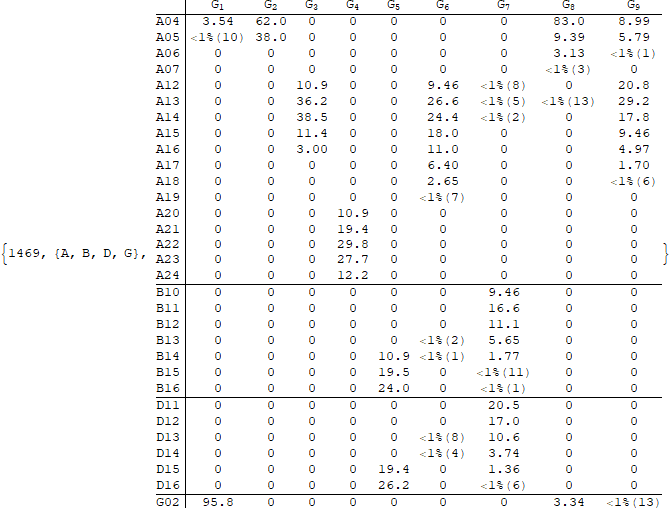 G₁ G₂ G₃ G₄ G₅ G₆ G₇ G₈ G₉
A04 3.54 62.0 0 0 0 0 0 83.0 8.99
A05 <1%(10) 38.0 0 0 0 0 0 9.39 5.79
A06 0 0 0 0 0 0 0 3.13 <1%(1)
A07 0 0 0 0 0 0 0 <1%(3) 0
A12 0 0 10.9 0 0 9.46 <1%(8) 0 20.8
A13 0 0 36.2 0 0 26.6 <1%(5) <1%(13) 29.2
A14 0 0 38.5 0 0 24.4 <1%(2) 0 17.8
A15 0 0 11.4 0 0 18.0 0 0 9.46
A16 0 0 3.00 0 0 11.0 0 0 4.97
A17 0 0 0 0 0 6.40 0 0 1.70
A18 0 0 0 0 0 2.65 0 0 <1%(6)
A19 0 0 0 0 0 <1%(7) 0 0 0
A20 0 0 0 10.9 0 0 0 0 0
A21 0 0 0 19.4 0 0 0 0 0
A22 0 0 0 29.8 0 0 0 0 0
{1469, {A, B, D, G}, A23 0 0 0 27.7 0 0 0 0 0 }
A24 0 0 0 12.2 0 0 0 0 0
B10 0 0 0 0 0 0 9.46 0 0
B11 0 0 0 0 0 0 16.6 0 0
B12 0 0 0 0 0 0 11.1 0 0
B13 0 0 0 0 0 <1%(2) 5.65 0 0
B14 0 0 0 0 10.9 <1%(1) 1.77 0 0
B15 0 0 0 0 19.5 0 <1%(11) 0 0
B16 0 0 0 0 24.0 0 <1%(1) 0 0
D11 0 0 0 0 0 0 20.5 0 0
D12 0 0 0 0 0 0 17.0 0 0
D13 0 0 0 0 0 <1%(8) 10.6 0 0
D14 0 0 0 0 0 <1%(4) 3.74 0 0
D15 0 0 0 0 19.4 0 1.36 0 0
D16 0 0 0 0 26.2 0 <1%(6) 0 0
G02 95.8 0 0 0 0 0 0 3.34 <1%(13)